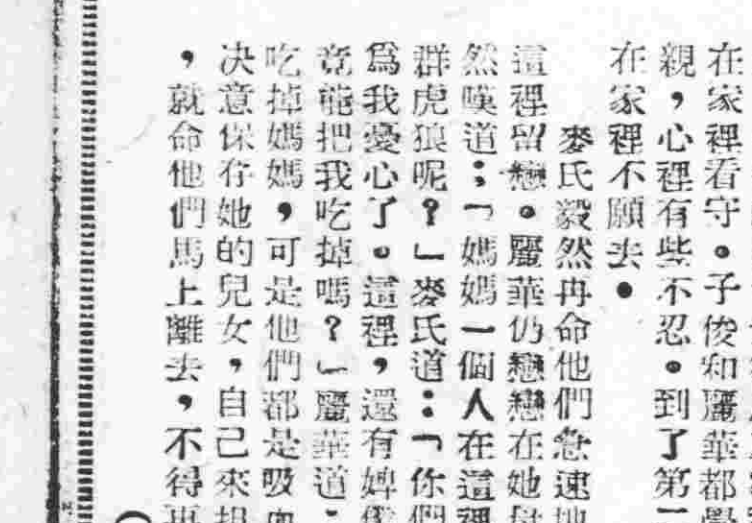 在家裡看守。子俊和麗華都
親，心裡有些不忍。到了第
在家裡不願去。
麥氏毅然再命他們急速
這裡留戀。麗華仍戀戀在她
然嘆道：「媽媽一個人在這裡
群虎狼呢？」麥氏道：「你們
為我憂心了。這裡，還有婢
竟能把我吃掉嗎？」麗華道：
吃掉媽媽，可是他們都是吸
决意保存她的兒女，自己來
，就命他們馬上離去，不得